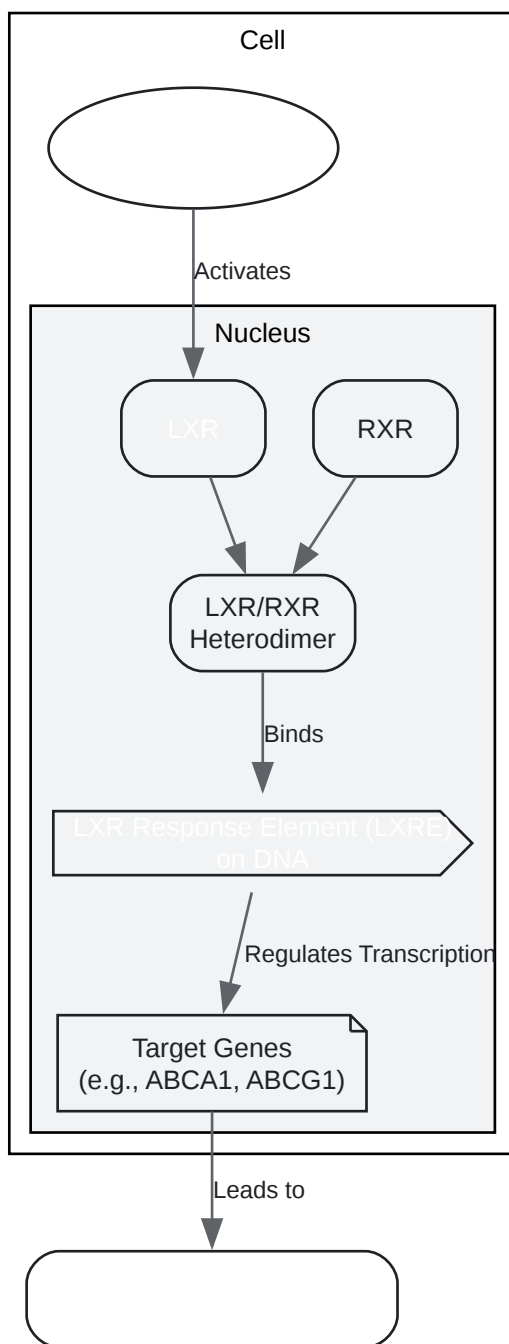 Cell
Activates
Nucleus
LXR
RXR
LXR/RXR
Heterodimer
Binds
LXR Response Element (LXRE)
on DNA
Regulates Transcription
Target Genes
(e.g., ABCA1, ABCG1)
Leads to